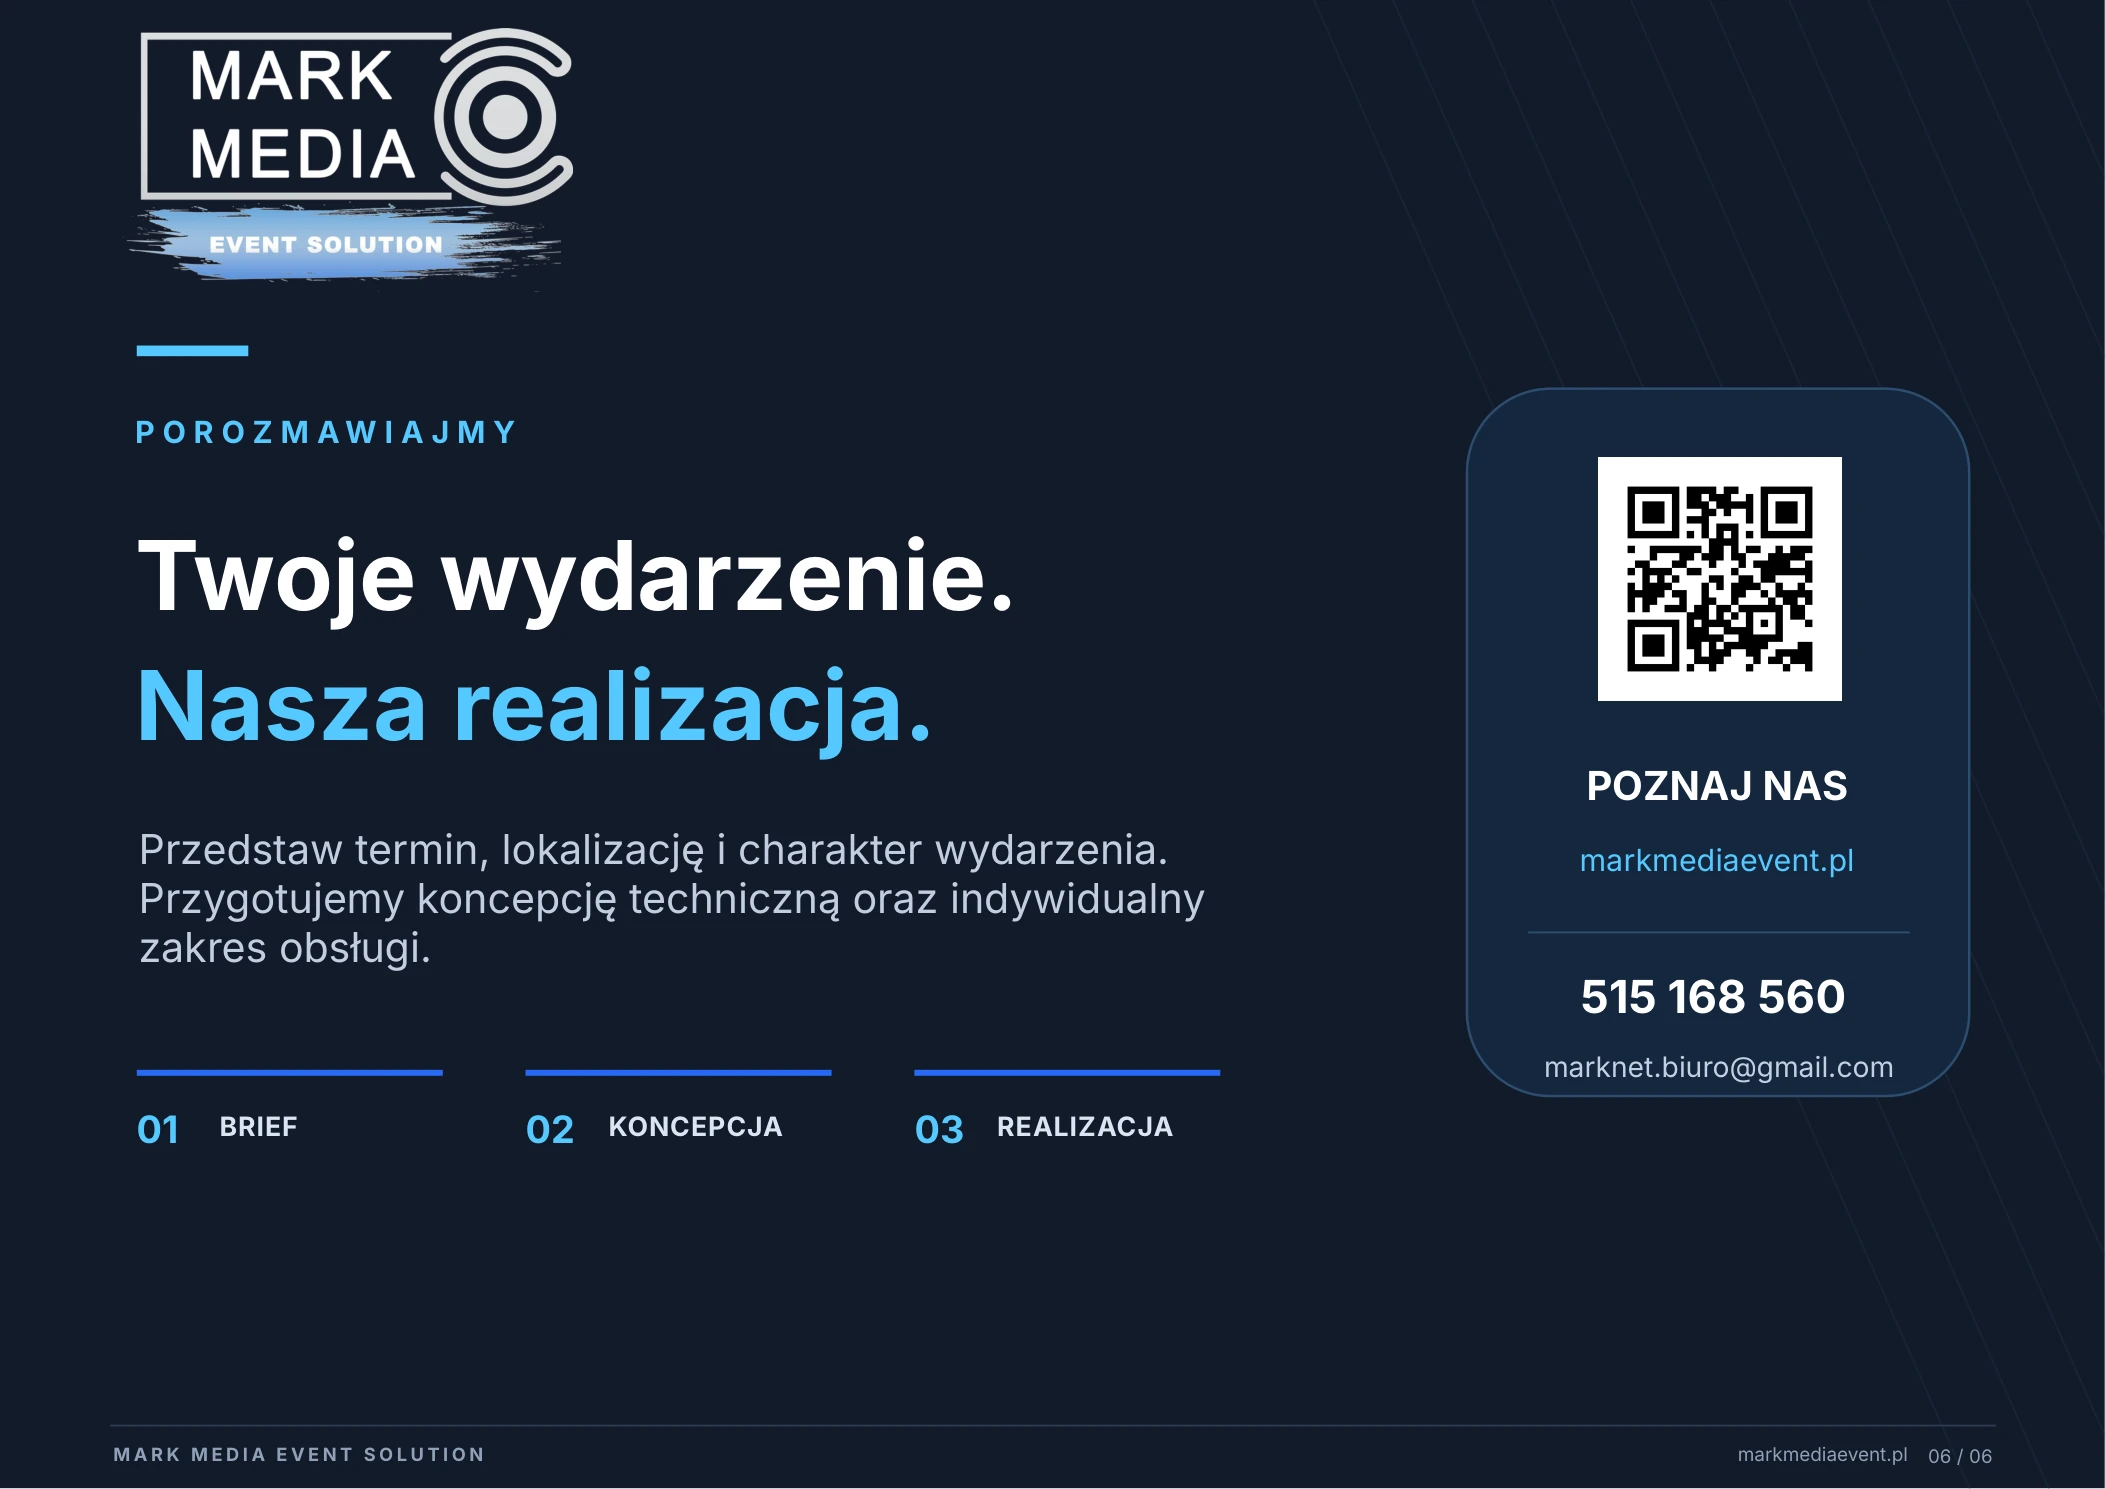 MARK
MEDIA
EVENT SOLUTION
POROZMAWIAJMY
Twoje wydarzenie.
Nasza realizacja.
Przedstaw termin, lokalizację i charakter wydarzenia.
Przygotujemy koncepcję techniczną oraz indywidualny
zakres obsługi.
01 BRIEF
02 KONCEPCJA
03 REALIZACJA
POZNAJ NAS
markmediaevent.pl
515 168 560
marknet.biuro@gmail.com
MARK MEDIA EVENT SOLUTION
markmediaevent.pl 06 / 06